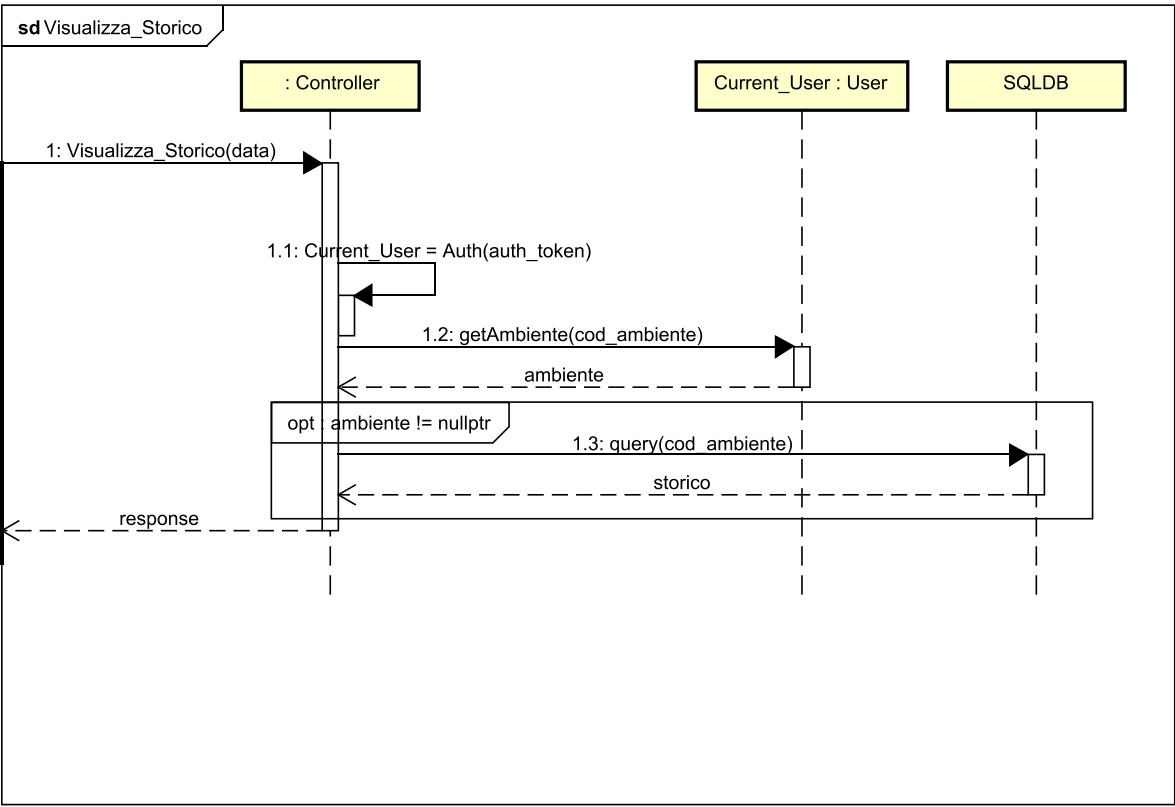 sd Visualizza_Storico
: Controller
Current_User : User
SQLDB
1: Visualizza_Storico(data)
1.1: Current_User = Auth(auth_token)
1.2: getAmbiente(cod_ambiente)
ambiente
opt : ambiente != nullptr
1.3: query(cod_ambiente)
storico
response